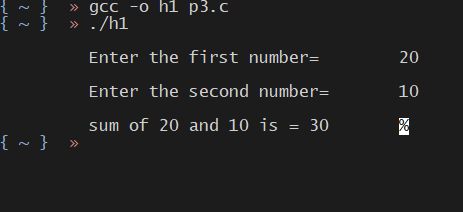 { ~ } » gcc -o h1 p3.c
{ ~ } » ./h1
Enter the first number= 20
Enter the second number= 10
sum of 20 and 10 is = 30 %
{ ~ } »